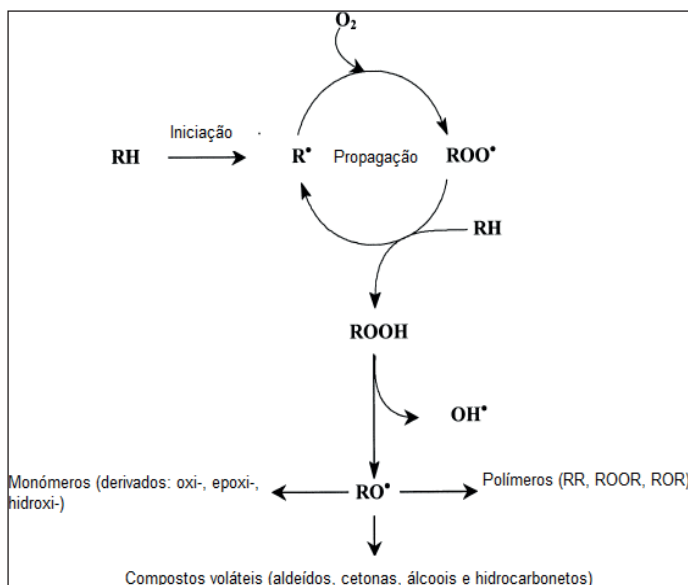 O₂
Iniciação
RH
R•
Propagação
ROO•
RH
ROOH
OH•
Monómeros (derivados: oxi-, epoxi-,
hidroxi-)
RO•
Polímeros (RR, ROOR, ROR)
Compostos voláteis (aldeídos, cetonas, álcoois e hidrocarbonetos)